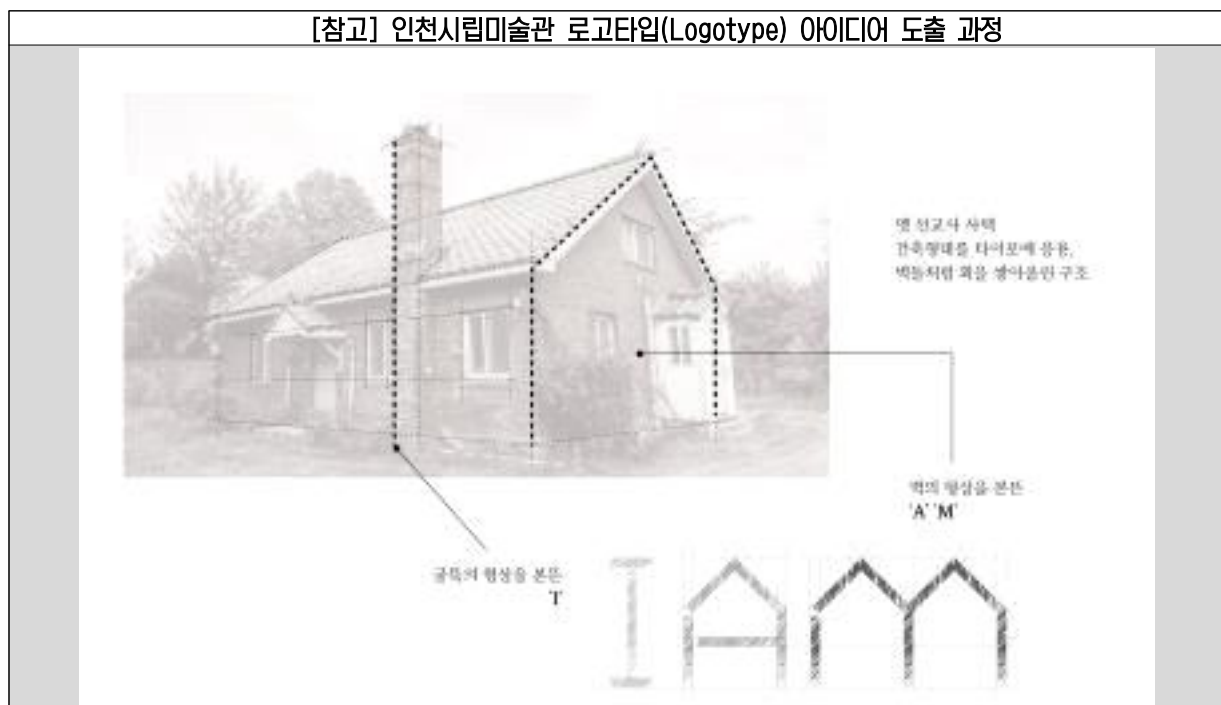 [참고] 인천시립미술관 로고타입(Logotype) 아이디어 도출 과정
옛 선교사 사택
건축형태를 타이포에 응용,
벽돌처럼 획을 쌓아올린 구조
벽의 형상을 본뜬
'A' 'M'
굴뚝의 형상을 본뜬
'I'
IAM